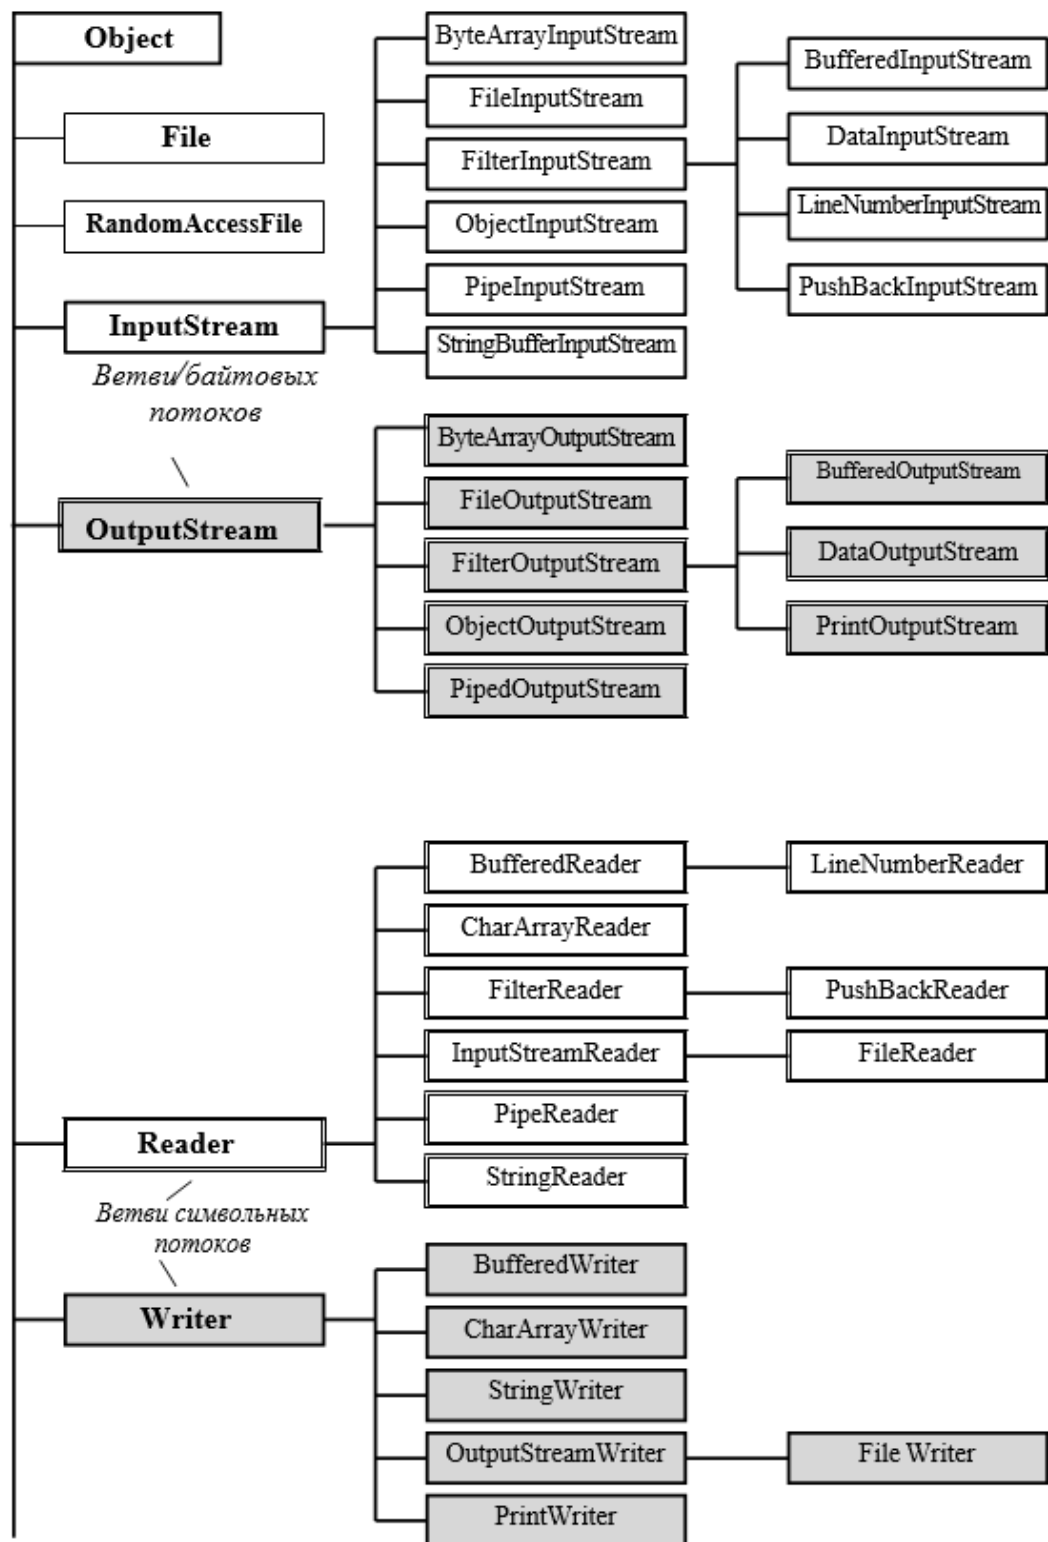 Object
File
RandomAccessFile
InputStream
ByteArrayInputStream
FileInputStream
FilterInputStream
ObjectInputStream
PipeInputStream
StringBufferInputStream
BufferedInputStream
DataInputStream
LineNumberInputStream
PushBackInputStream
Ветви/байтовых
потоков
OutputStream
ByteArrayOutputStream
FileOutputStream
FilterOutputStream
ObjectOutputStream
PipedOutputStream
BufferedOutputStream
DataOutputStream
PrintOutputStream
Reader
BufferedReader
CharArrayReader
FilterReader
InputStreamReader
PipeReader
StringReader
LineNumberReader
PushBackReader
FileReader
Ветви символьных
потоков
Writer
BufferedWriter
CharArrayWriter
StringWriter
OutputStreamWriter
PrintWriter
File Writer